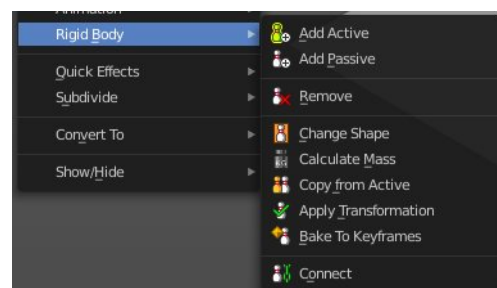 Animation
Rigid Body
Quick Effects
Subdivide
Convert To
Show/Hide
Add Active
Add Passive
Remove
Change Shape
Calculate Mass
Copy from Active
Apply Transformation
Bake To Keyframes
Connect